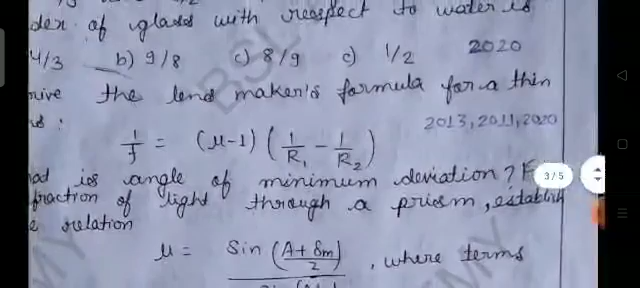 dex of glass with respect to water is
4/3 b) 9/8 c) 8/9 c) 1/2 2020
rive the lens maker's formula for a thin
1/f = (μ-1) (1/R₁ - 1/R₂) 2013, 2011, 2020
is angle of minimum deviation?
3/5
fraction of light through a prism, establish
relation
μ = Sin (A+δm/2) , where terms